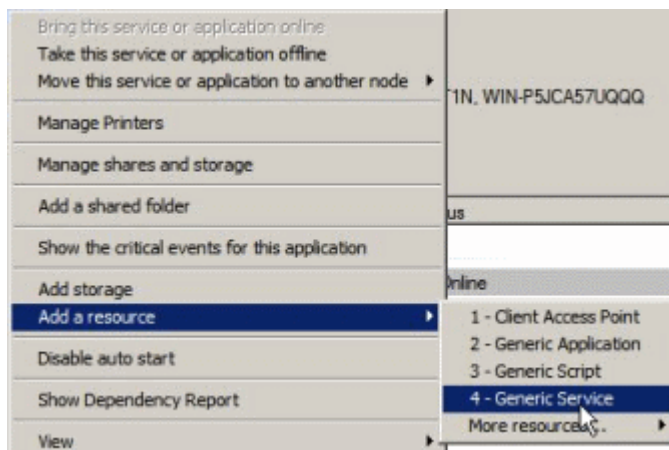 Bring this service or application online
Take this service or application offline
Move this service or application to another node
T1N, WIN-P5JCA57UQQQ
Manage Printers
Manage shares and storage
Add a shared folder
us
Show the critical events for this application
Online
Add storage
Add a resource
1 - Client Access Point
2 - Generic Application
Disable auto start
3 - Generic Script
4 - Generic Service
Show Dependency Report
More resources...
View